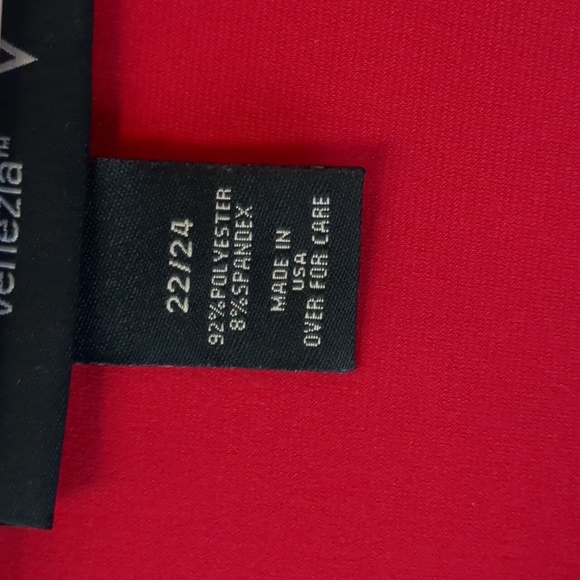 venezia™
22/24
92%POLYESTER
8%SPANDEX
MADE IN
USA
OVER FOR CARE